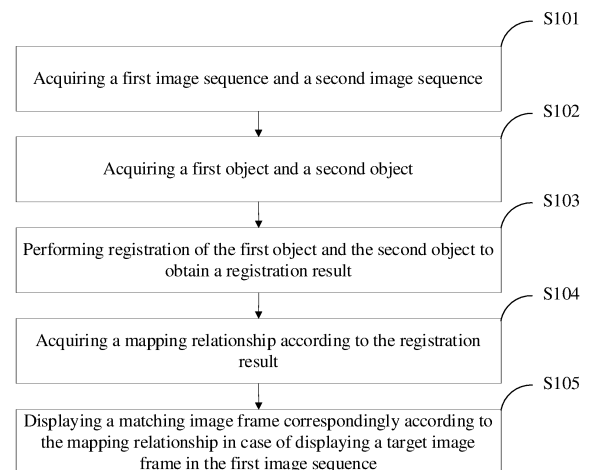 S101
Acquiring a first image sequence and a second image sequence
S102
Acquiring a first object and a second object
S103
Performing registration of the first object and the second object to
obtain a registration result
S104
Acquiring a mapping relationship according to the registration
result
S105
Displaying a matching image frame correspondingly according to
the mapping relationship in case of displaying a target image
frame in the first image sequence